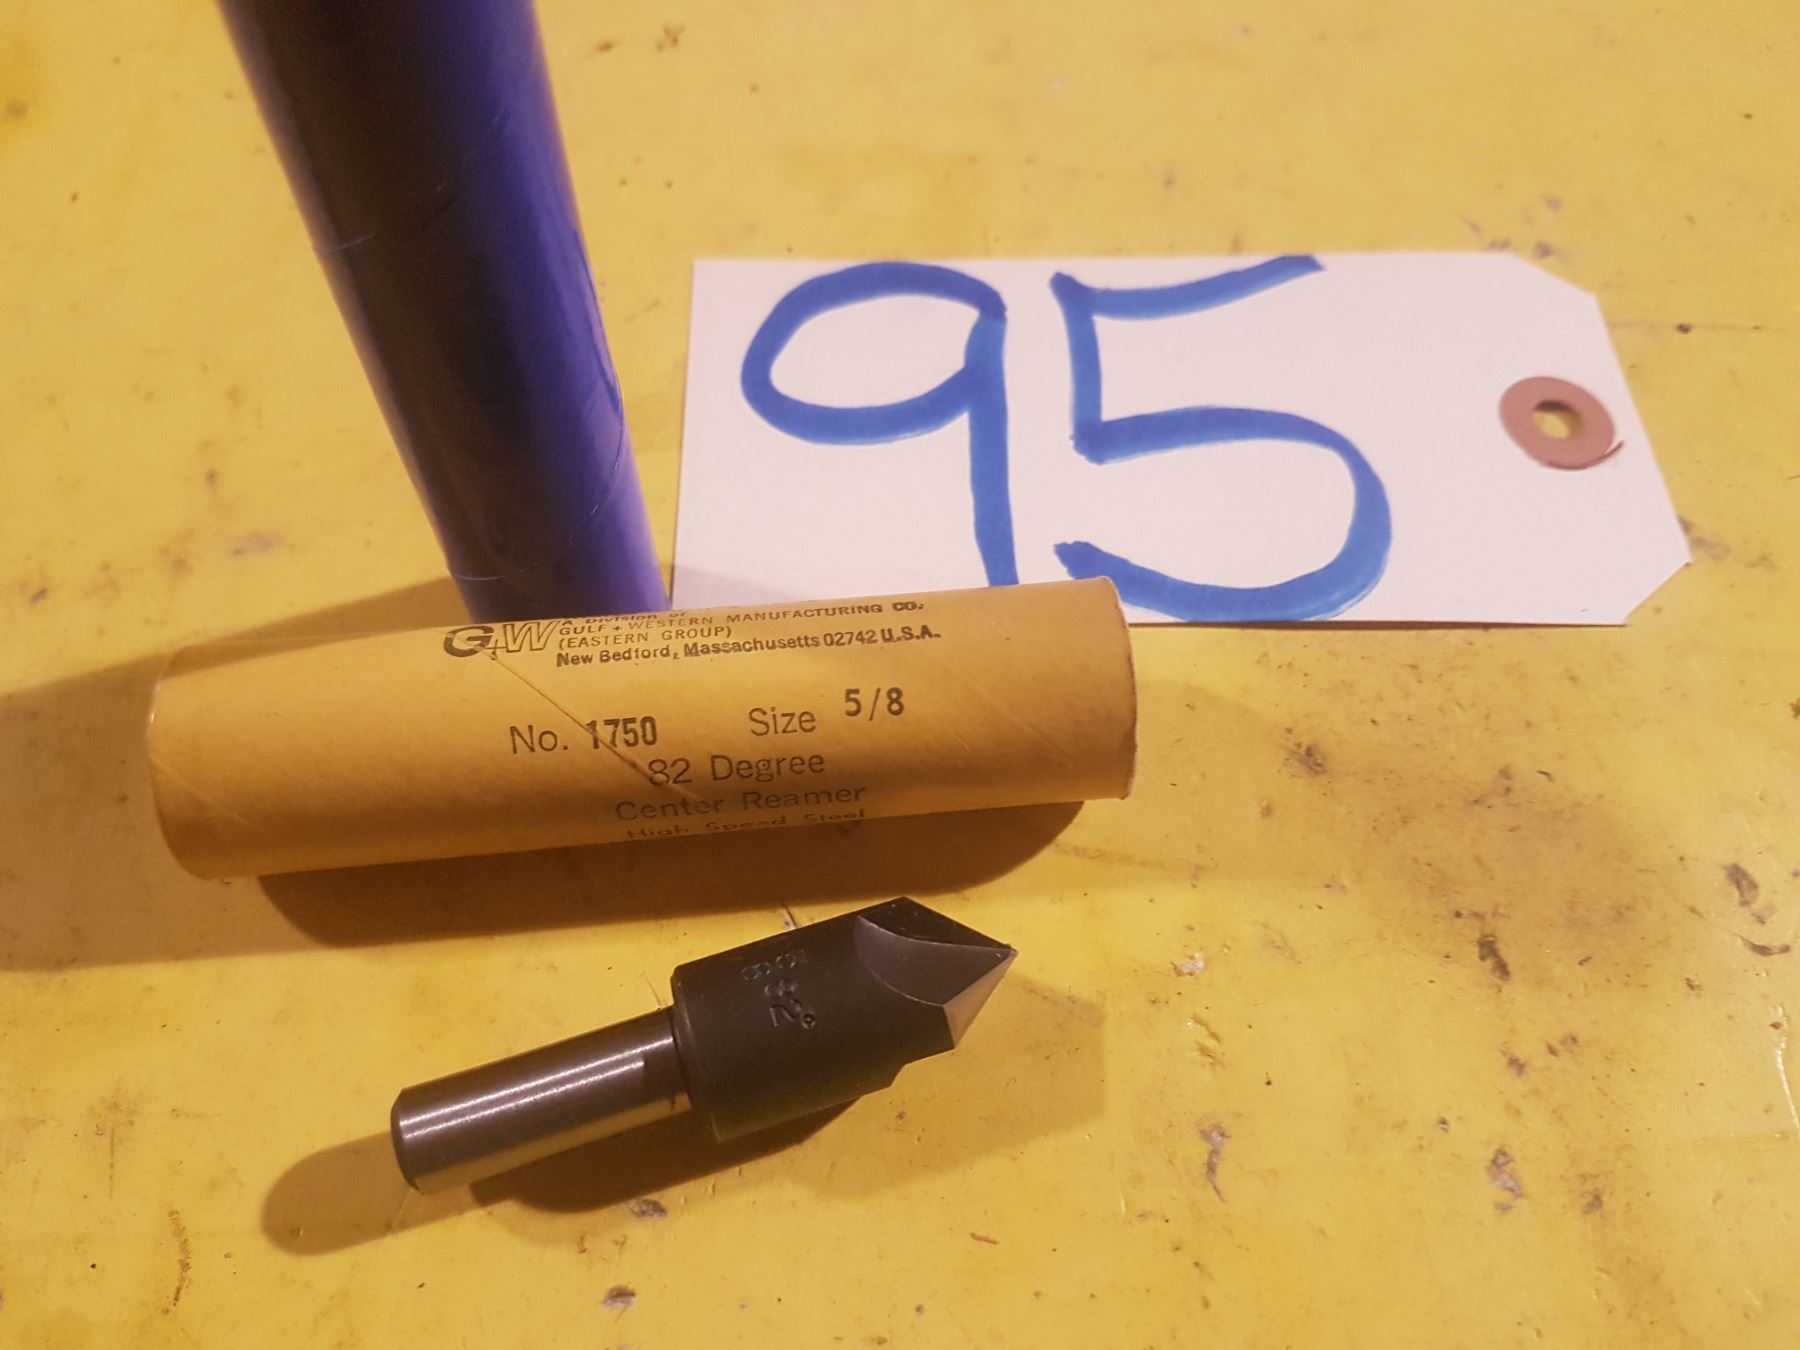 95
G+W A Division of
GULF + WESTERN MANUFACTURING CO.
(EASTERN GROUP)
New Bedford, Massachusetts 02742 U.S.A.
No. 1750 Size 5/8
82 Degree
Center Reamer
High Speed Steel
82°